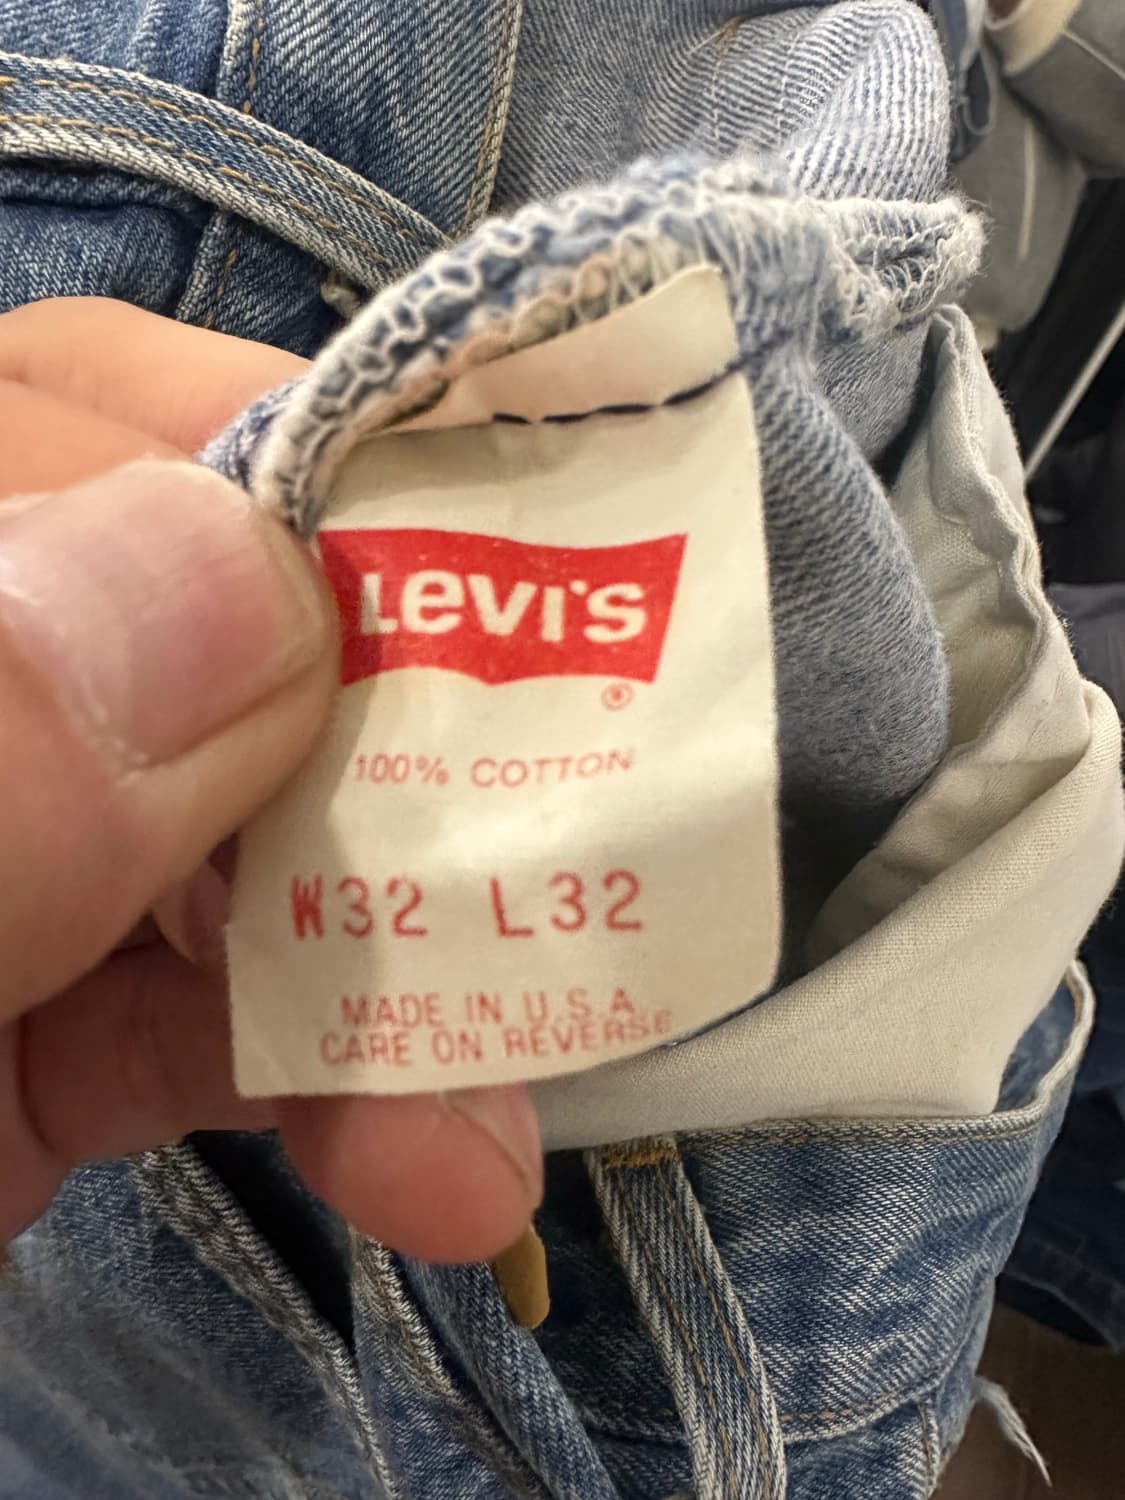 Levi's
®
100% COTTON
W32 L32
MADE IN U.S.A.
CARE ON REVERSE